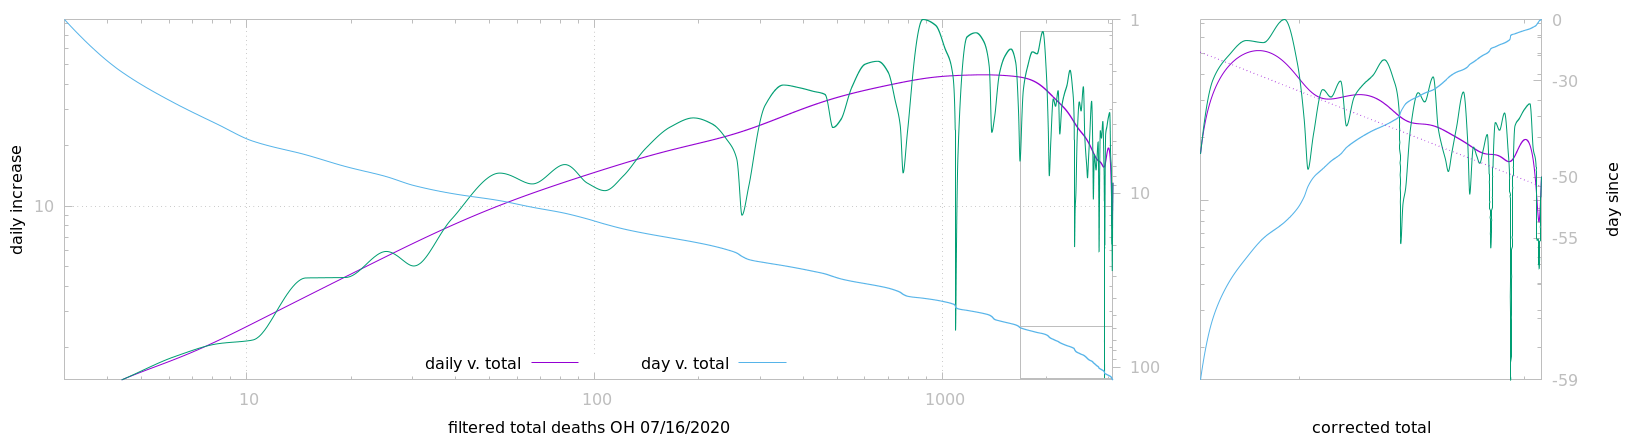 daily increase
10
daily v. total
day v. total
10
100
1000
1
10
100
filtered total deaths OH 07/16/2020
0
-30
-50
-55
-59
day since
corrected total